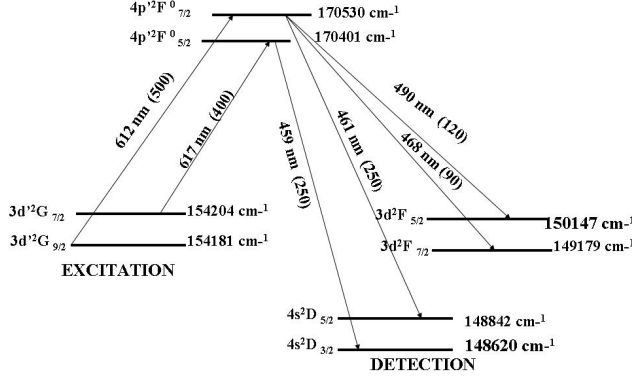 4p'²F⁰ 7/2 170530 cm-¹
4p'²F⁰ 5/2 170401 cm-¹
612 nm (500)
617 nm (400)
459 nm (250)
461 nm (250)
490 nm (120)
468 nm (90)
3d'²G 7/2 154204 cm-¹
3d'²G 9/2 154181 cm-¹
EXCITATION
3d²F 5/2 150147 cm-¹
3d²F 7/2 149179 cm-¹
4s²D 5/2 148842 cm-¹
4s²D 3/2 148620 cm-¹
DETECTION